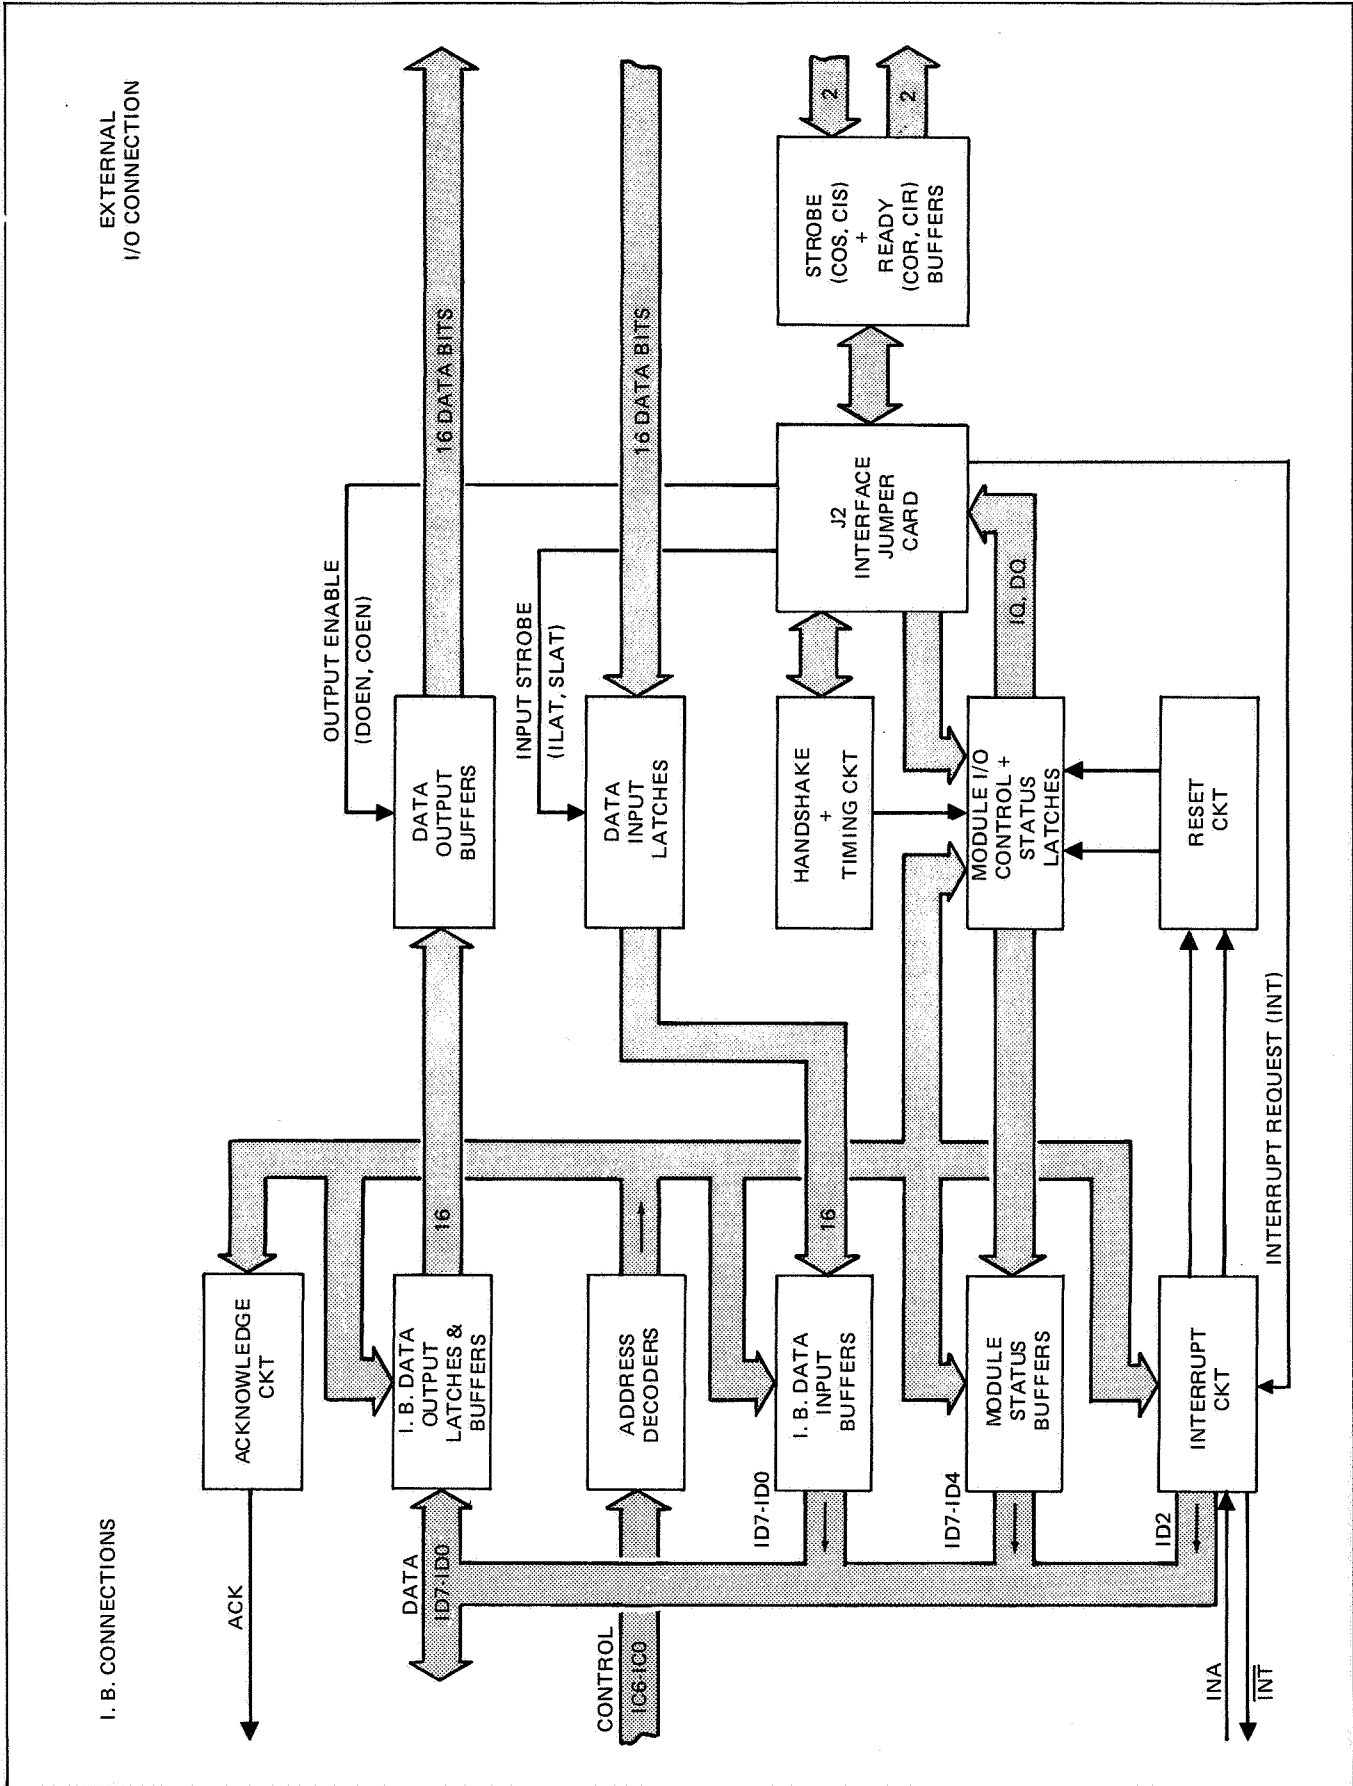 EXTERNAL
I/O CONNECTION
I. B. CONNECTIONS
ACK
ACKNOWLEDGE
CKT
OUTPUT ENABLE
(DOEN, COEN)
DATA
ID7-ID0
I. B. DATA
OUTPUT
LATCHES &
BUFFERS
16
DATA
OUTPUT
BUFFERS
16 DATA BITS
INPUT STROBE
(ILAT, SLAT)
CONTROL
IC6-IC0
ADDRESS
DECODERS
DATA
INPUT
LATCHES
16 DATA BITS
ID7-ID0
I. B. DATA
INPUT
BUFFERS
16
HANDSHAKE
+
TIMING CKT
J2
INTERFACE
JUMPER
CARD
STROBE
(COS, CIS)
+
READY
(COR, CIR)
BUFFERS
2
2
ID7-ID4
MODULE
STATUS
BUFFERS
MODULE I/O
CONTROL +
STATUS
LATCHES
IQ, DQ
ID2
INTERRUPT
CKT
RESET
CKT
INA
INT
INTERRUPT REQUEST (INT)